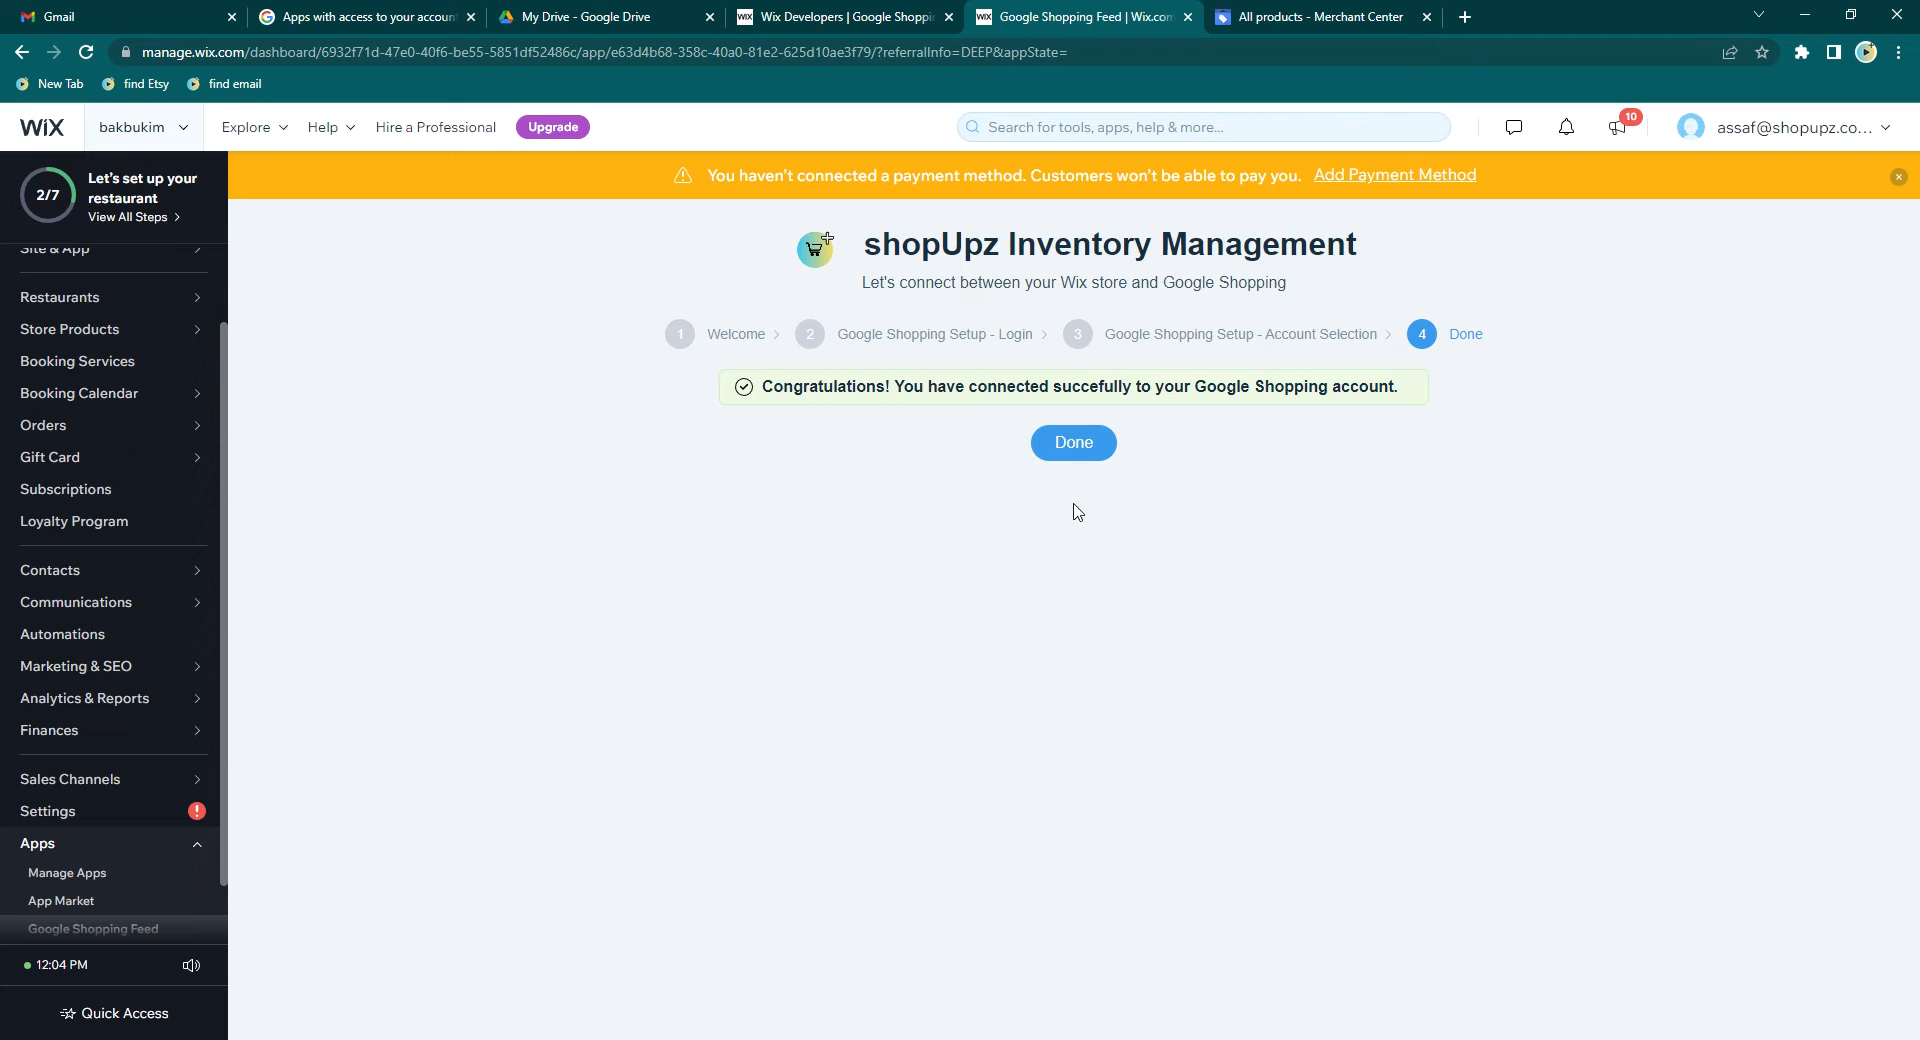 Gmail
Apps with access to your accoun
My Drive - Google Drive
Wix Developers | Google Shoppin
Google Shopping Feed | Wix.com
All products - Merchant Center
manage.wix.com/dashboard/6932f71d-47e0-40f6-be55-5851df52486c/app/e63d4b68-358c-40a0-81e2-625d10ae3f79/?referralInfo=DEEP&appState=
New Tab
find Etsy
find email
WiX
bakbukim
Explore
Help
Hire a Professional
Upgrade
Search for tools, apps, help & more...
10
assaf@shopupz.co...
2/7
Let's set up your
restaurant
View All Steps >
You haven't connected a payment method. Customers won't be able to pay you. Add Payment Method
Site & App
Restaurants
Store Products
Booking Services
Booking Calendar
Orders
Gift Card
Subscriptions
Loyalty Program
Contacts
Communications
Automations
Marketing & SEO
Analytics & Reports
Finances
Sales Channels
Settings
Apps
Manage Apps
App Market
Google Shopping Feed
12:04 PM
Quick Access
shopUpz Inventory Management
Let's connect between your Wix store and Google Shopping
1 Welcome > 2 Google Shopping Setup - Login > 3 Google Shopping Setup - Account Selection > 4 Done
Congratulations! You have connected succefully to your Google Shopping account.
Done